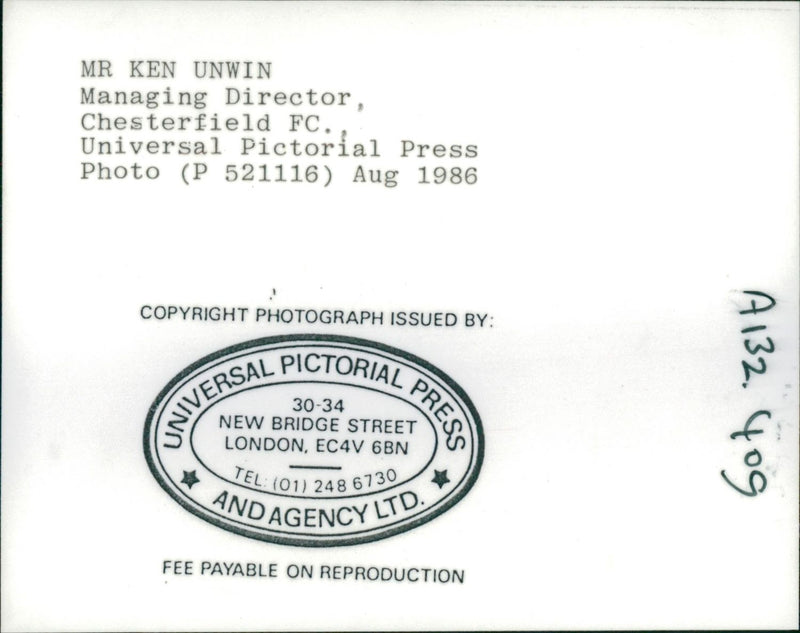 MR KEN UNWIN
Managing Director,
Chesterfield FC.,
Universal Pictorial Press
Photo (P 521116) Aug 1986
COPYRIGHT PHOTOGRAPH ISSUED BY:
UNIVERSAL PICTORIAL PRESS
30-34
NEW BRIDGE STREET
LONDON, EC4V 6BN
TEL: (01) 248 6730
AND AGENCY LTD.
FEE PAYABLE ON REPRODUCTION
A132. 409